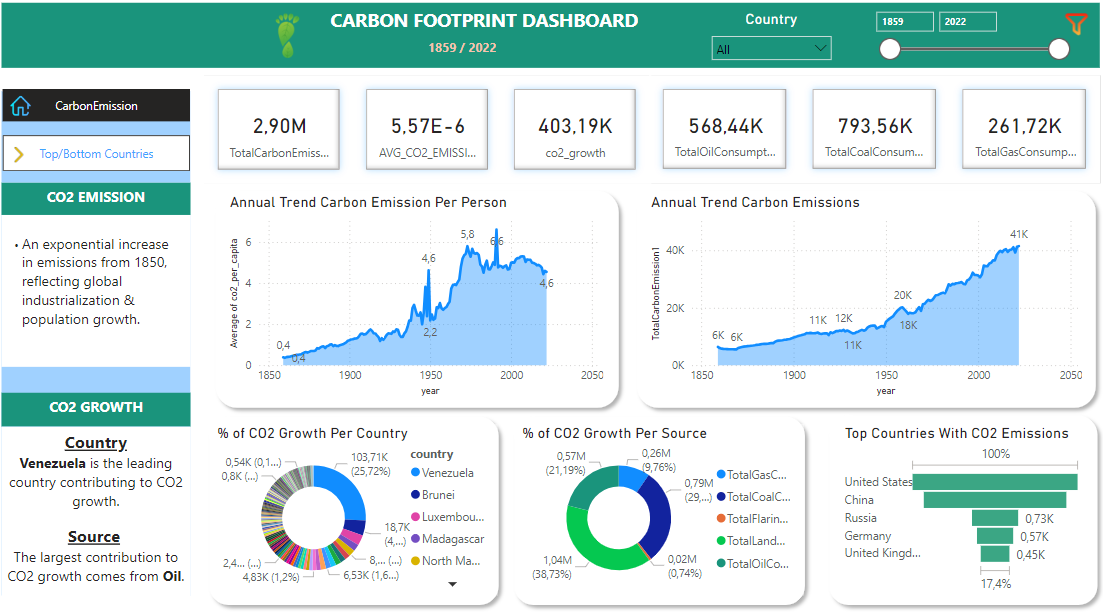 CARBON FOOTPRINT DASHBOARD
1859 / 2022
Country
All
1859
2022
CarbonEmission
Top/Bottom Countries
CO2 EMISSION
• An exponential increase
in emissions from 1850,
reflecting global
industrialization &
population growth.
CO2 GROWTH
Country
Venezuela is the leading
country contributing to CO2
growth.
Source
The largest contribution to
CO2 growth comes from Oil.
2,90M
TotalCarbonEmiss...
5,57E-6
AVG_CO2_EMISSI...
403,19K
co2_growth
568,44K
TotalOilConsumpt...
793,56K
TotalCoalConsum...
261,72K
TotalGasConsump...
Annual Trend Carbon Emission Per Person
Average of co2_per_capita
6
4
2
0
0,4
0,4
4,6
2,2
5,8
6,6
4,6
1850
1900
1950
2000
2050
year
Annual Trend Carbon Emissions
TotalCarbonEmission1
40K
20K
0K
6K
6K
11K
12K
11K
20K
18K
41K
1850
1900
1950
2000
2050
year
% of CO2 Growth Per Country
103,71K
(25,72%)
18,7K
(4,...)
8,... (...)
6,53K (1,6...)
4,83K (1,2%)
2,4... (...)
0,8K (...)
0,54K (0,1...)
country
Venezuela
Brunei
Luxembou...
Madagascar
North Ma...
% of CO2 Growth Per Source
0,26M
(9,76%)
0,79M
(29,...)
0,02M
(0,74%)
1,04M
(38,73%)
0,57M
(21,19%)
TotalGasC...
TotalCoalC...
TotalFlarin...
TotalLand...
TotalOilCo...
Top Countries With CO2 Emissions
100%
United States
China
Russia
0,73K
Germany
0,57K
United Kingd...
0,45K
17,4%